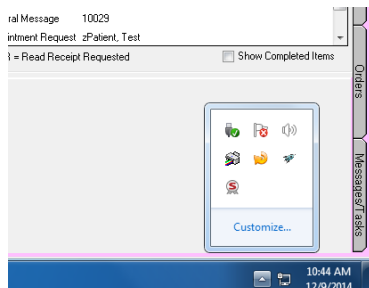 ral Message 10029
intment Request zPatient, Test
= Read Receipt Requested
Show Completed Items
Orders
Messages/Tasks
S
Customize...
10:44 AM
12/9/2014